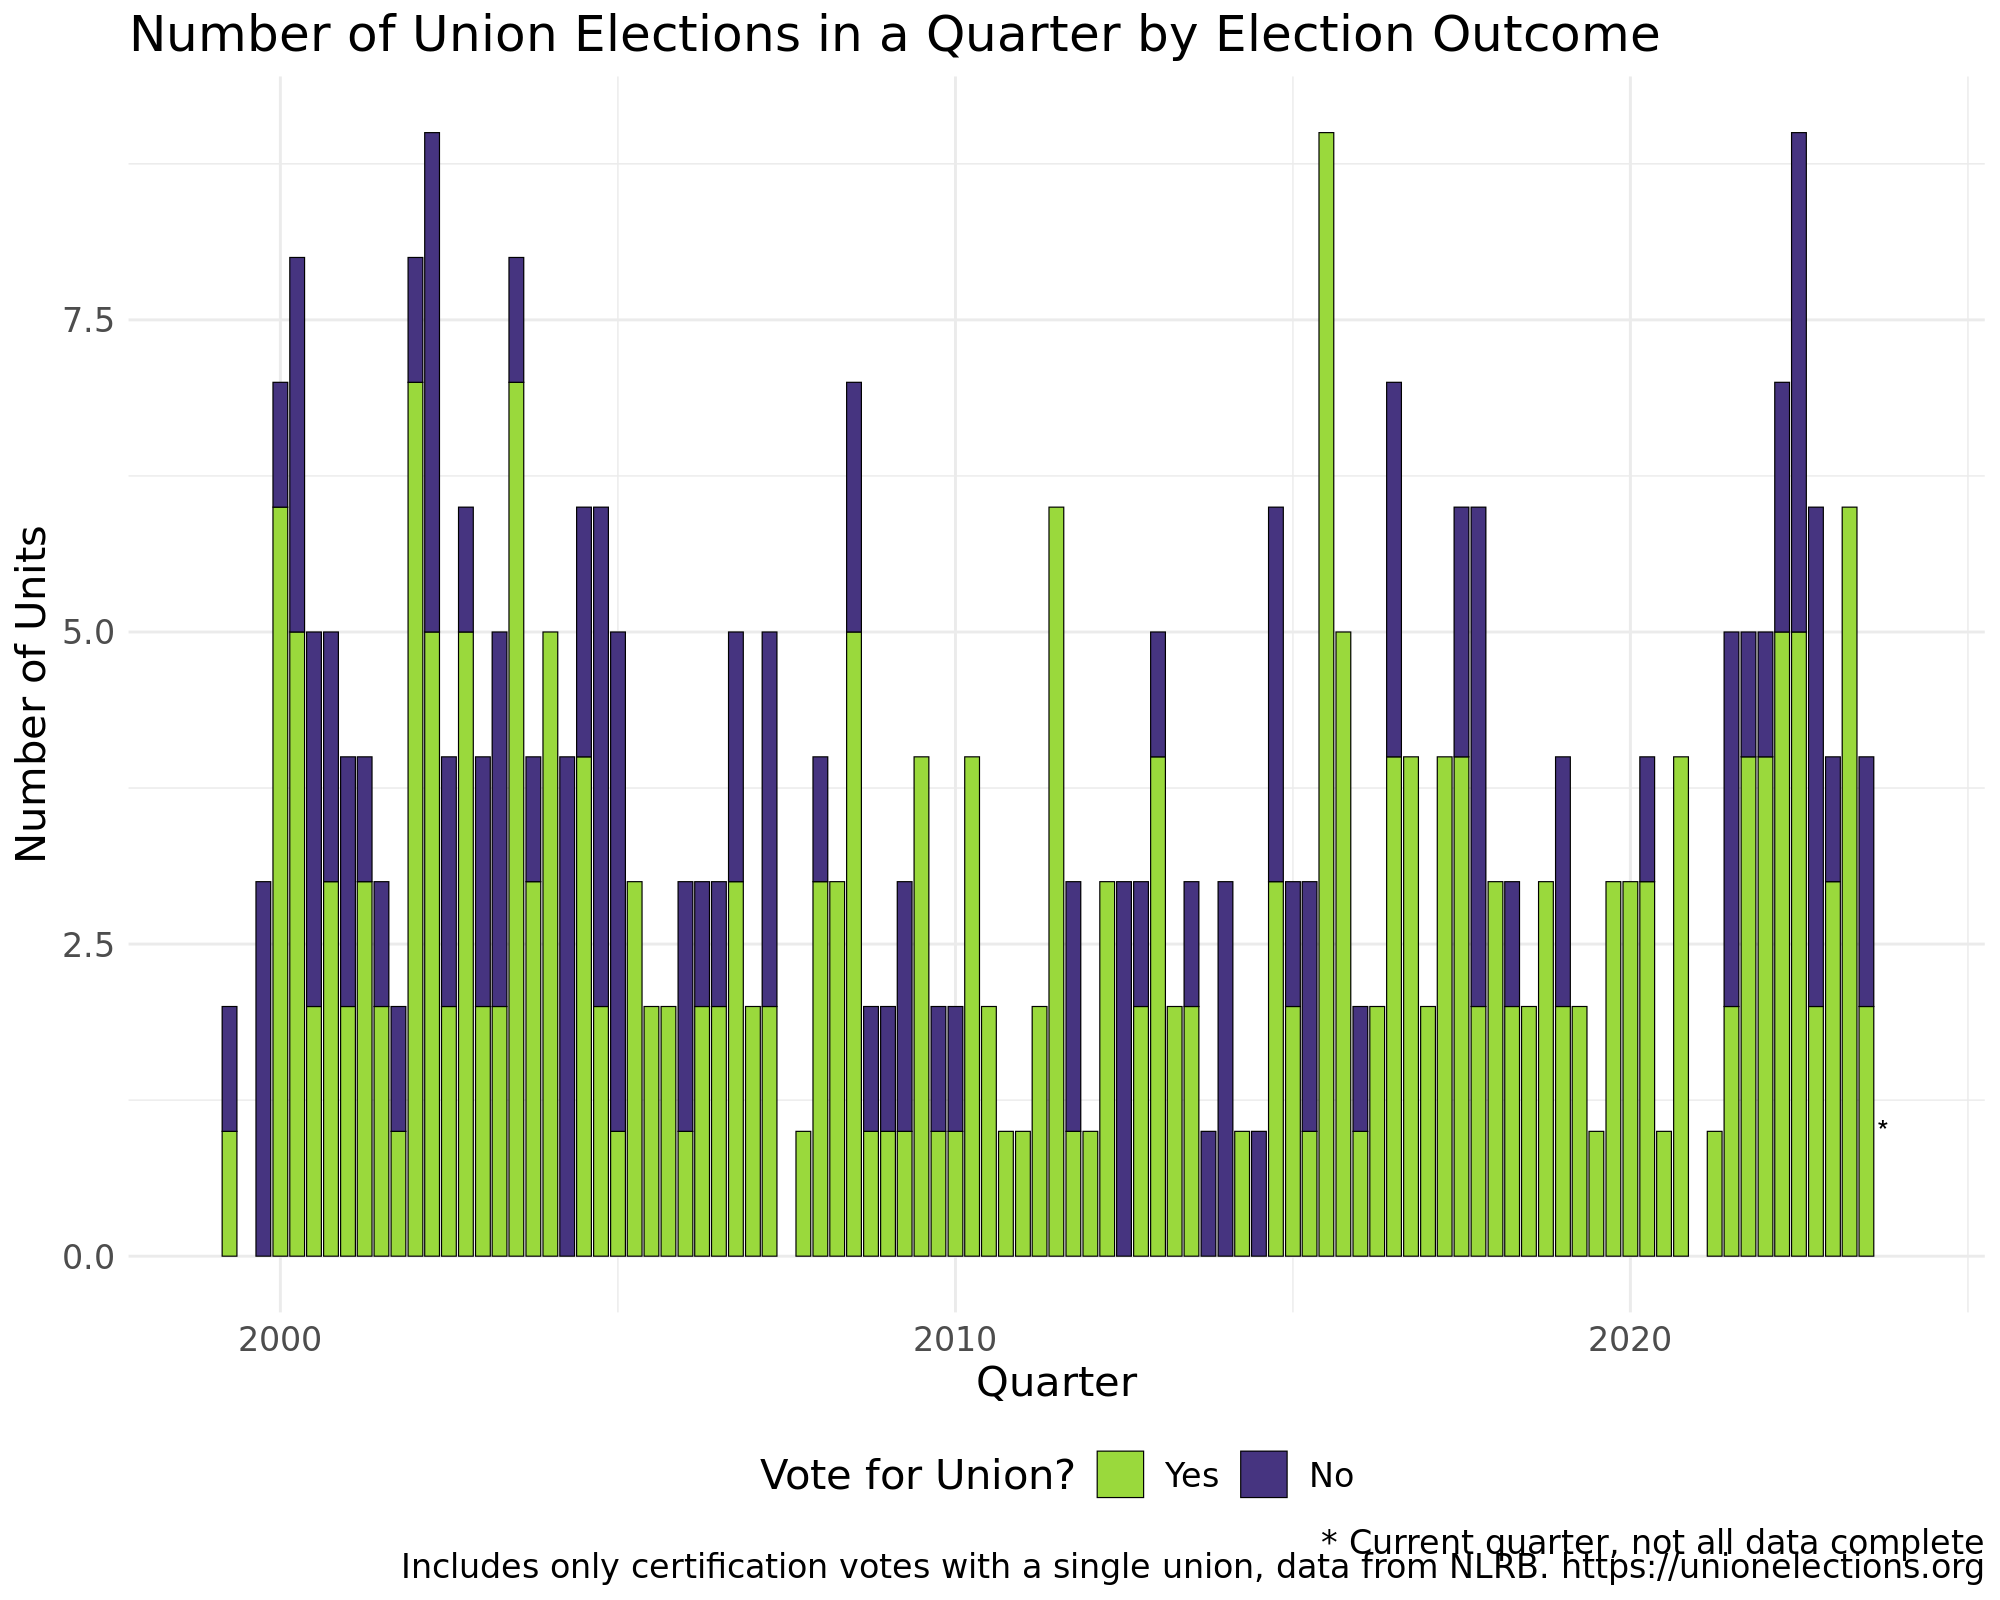 Number of Union Elections in a Quarter by Election Outcome
Number of Units
7.5
5.0
2.5
0.0
*
2000 2010 2020
Quarter
Vote for Union? Yes No
* Current quarter, not all data complete
Includes only certification votes with a single union, data from NLRB. https://unionelections.org